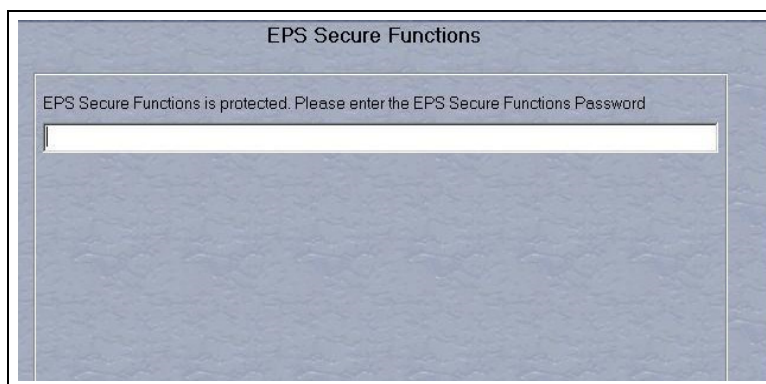 EPS Secure Functions
EPS Secure Functions is protected. Please enter the EPS Secure Functions Password